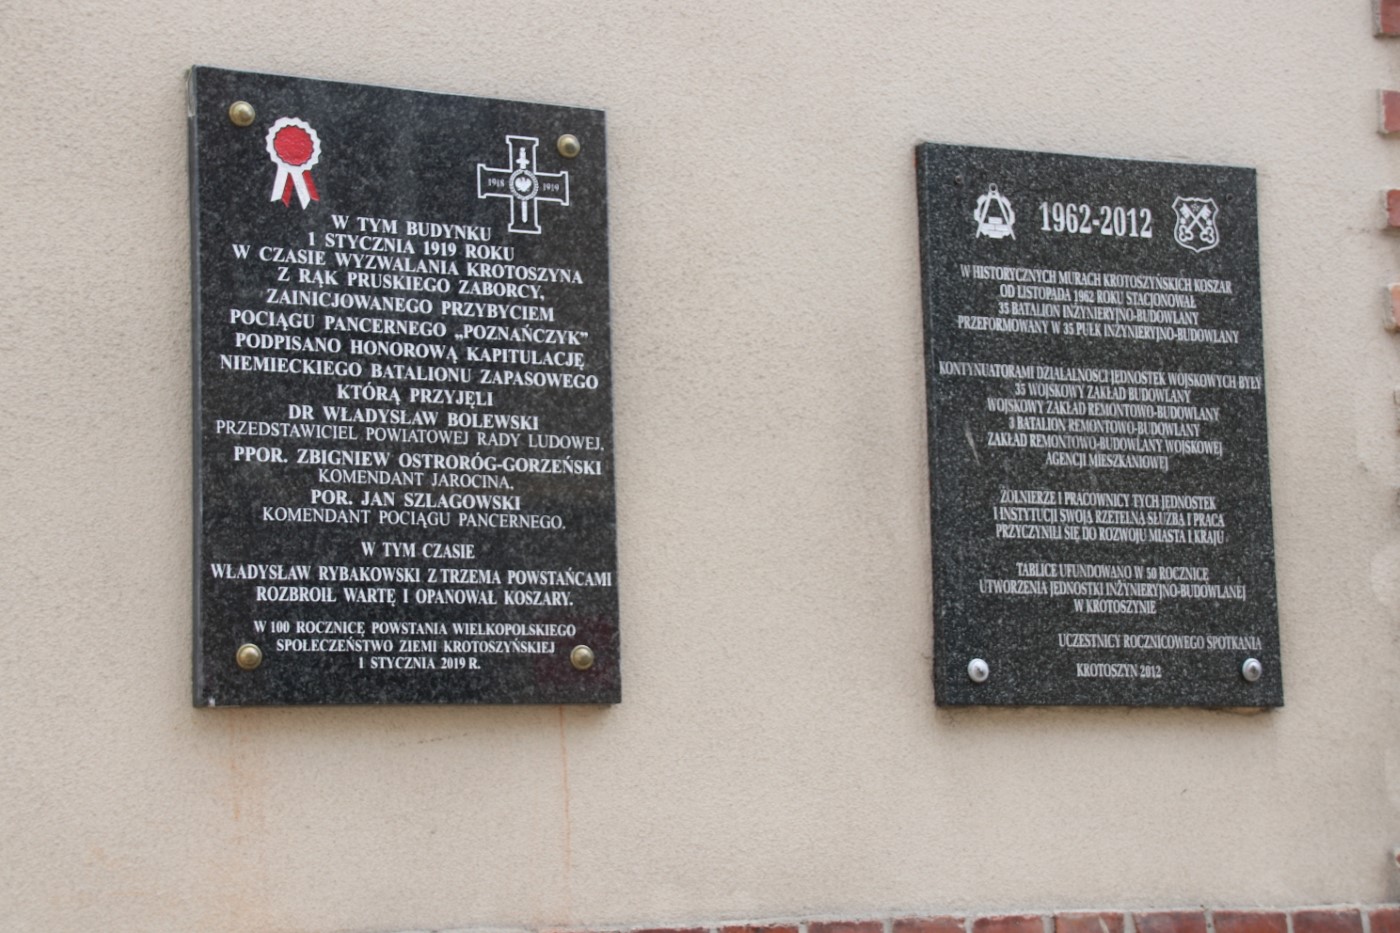 1918 1919
W TYM BUDYNKU
1 STYCZNIA 1919 ROKU
W CZASIE WYZWALANIA KROTOSZYNA
Z RĄK PRUSKIEGO ZABORCY,
ZAINICJOWANEGO PRZYBYCIEM
POCIĄGU PANCERNEGO „POZNAŃCZYK”
PODPISANO HONOROWĄ KAPITULACJĘ
NIEMIECKIEGO BATALIONU ZAPASOWEGO
KTÓRĄ PRZYJĘLI
DR WŁADYSŁAW BOLEWSKI
PRZEDSTAWICIEL POWIATOWEJ RADY LUDOWEJ.
PPOR. ZBIGNIEW OSTRORÓG-GORZEŃSKI
KOMENDANT JAROCINA.
POR. JAN SZLAGOWSKI
KOMENDANT POCIĄGU PANCERNEGO.
W TYM CZASIE
WŁADYSŁAW RYBAKOWSKI Z TRZEMA POWSTAŃCAMI
ROZBROIŁ WARTĘ I OPANOWAŁ KOSZARY.
W 100 ROCZNICĘ POWSTANIA WIELKOPOLSKIEGO
SPOŁECZEŃSTWO ZIEMI KROTOSZYŃSKIEJ
1 STYCZNIA 2019 R.
1962-2012
W HISTORYCZNYCH MURACH KROTOSZYŃSKICH KOSZAR
OD LISTOPADA 1962 ROKU STACJONOWAŁ
35 BATALION INŻYNIERYJNO-BUDOWLANY
PRZEFORMOWANY W 35 PUŁK INŻYNIERYJNO-BUDOWLANY
KONTYNUATORAMI DZIAŁALNOŚCI JEDNOSTEK WOJSKOWYCH BYŁY
35 WOJSKOWY ZAKŁAD BUDOWLANY
WOJSKOWY ZAKŁAD REMONTOWO-BUDOWLANY
3 BATALION REMONTOWO-BUDOWLANY
ZAKŁAD REMONTOWO-BUDOWLANY WOJSKOWEJ
AGENCJI MIESZKANIOWEJ
ŻOŁNIERZE I PRACOWNICY TYCH JEDNOSTEK
I INSTYTUCJI SWOJĄ RZETELNĄ SŁUŻBĄ I PRACĄ
PRZYCZYNILI SIĘ DO ROZWOJU MIASTA I KRAJU
TABLICE UFUNDOWANO W 50 ROCZNICĘ
UTWORZENIA JEDNOSTKI INŻYNIERYJNO-BUDOWLANEJ
W KROTOSZYNIE
UCZESTNICY ROCZNICOWEGO SPOTKANIA
KROTOSZYN 2012